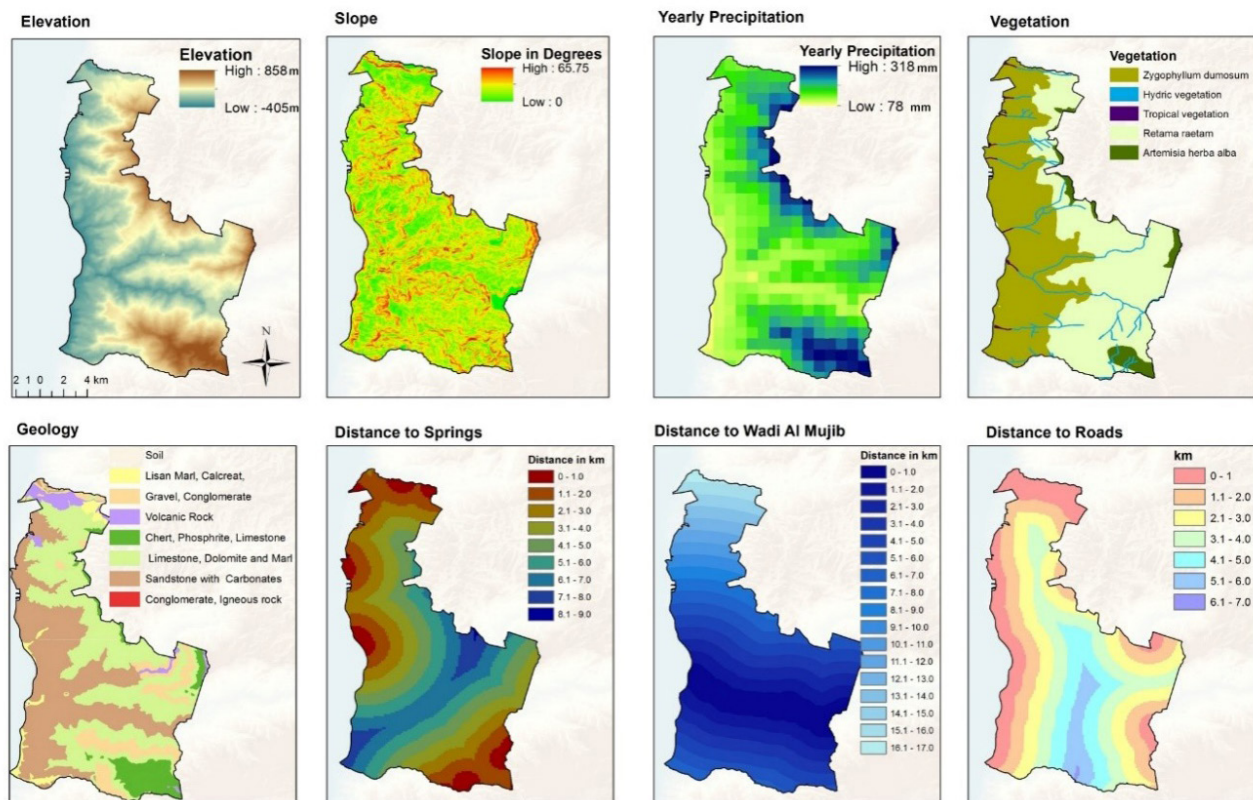 Elevation
Elevation
High : 858 m
Low : -405m
N
2 1 0 2 4 km
Slope
Slope in Degrees
High : 65.75
Low : 0
Yearly Precipitation
Yearly Precipitation
High : 318 mm
Low : 78 mm
Vegetation
Vegetation
Zygophyllum dumosum
Hydric vegetation
Tropical vegetation
Retama raetam
Artemisia herba alba
Geology
Soil
Lisan Marl, Calcreat,
Gravel, Conglomerate
Volcanic Rock
Chert, Phosphrite, Limestone
Limestone, Dolomite and Marl
Sandstone with Carbonates
Conglomerate, Igneous rock
Distance to Springs
Distance in km
0 - 1.0
1.1 - 2.0
2.1 - 3.0
3.1 - 4.0
4.1 - 5.0
5.1 - 6.0
6.1 - 7.0
7.1 - 8.0
8.1 - 9.0
Distance to Wadi Al Mujib
Distance in km
0 - 1.0
1.1 - 2.0
2.1 - 3.0
3.1 - 4.0
4.1 - 5.0
5.1 - 6.0
6.1 - 7.0
7.1 - 8.0
8.1 - 9.0
9.1 - 10.0
10.1 - 11.0
11.1 - 12.0
12.1 - 13.0
13.1 - 14.0
14.1 - 15.0
15.1 - 16.0
16.1 - 17.0
Distance to Roads
km
0 - 1
1.1 - 2.0
2.1 - 3.0
3.1 - 4.0
4.1 - 5.0
5.1 - 6.0
6.1 - 7.0